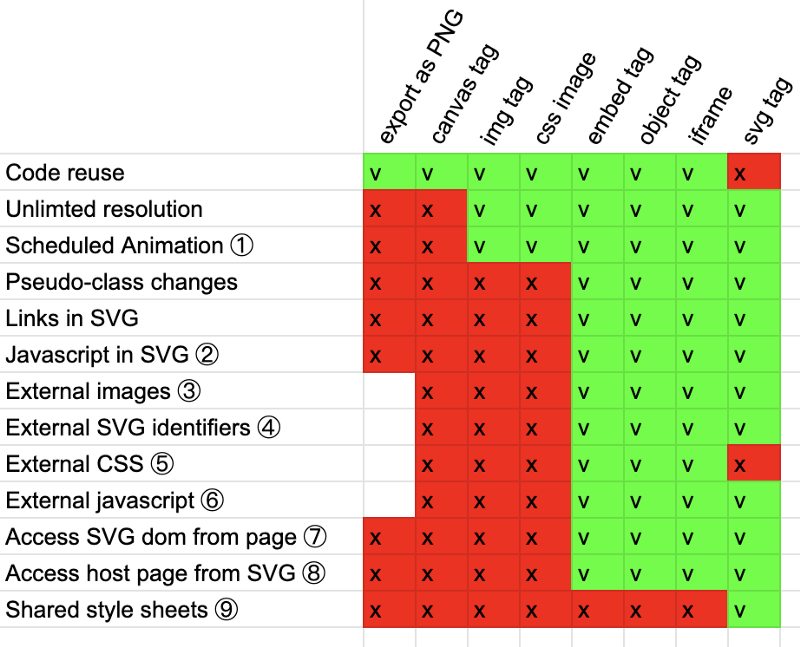 export as PNG canvas tag img tag css image embed tag object tag iframe svg tag
Code reuse v v v v v v v x
Unlimted resolution x x v v v v v v
Scheduled Animation ① x x v v v v v v
Pseudo-class changes x x x x v v v v
Links in SVG x x x x v v v v
Javascript in SVG ② x x x x v v v v
External images ③ x x x v v v v
External SVG identifiers ④ x x x v v v v
External CSS ⑤ x x x v v v x
External javascript ⑥ x x x v v v v
Access SVG dom from page ⑦ x x x x v v v v
Access host page from SVG ⑧ x x x x v v v v
Shared style sheets ⑨ x x x x x x x v